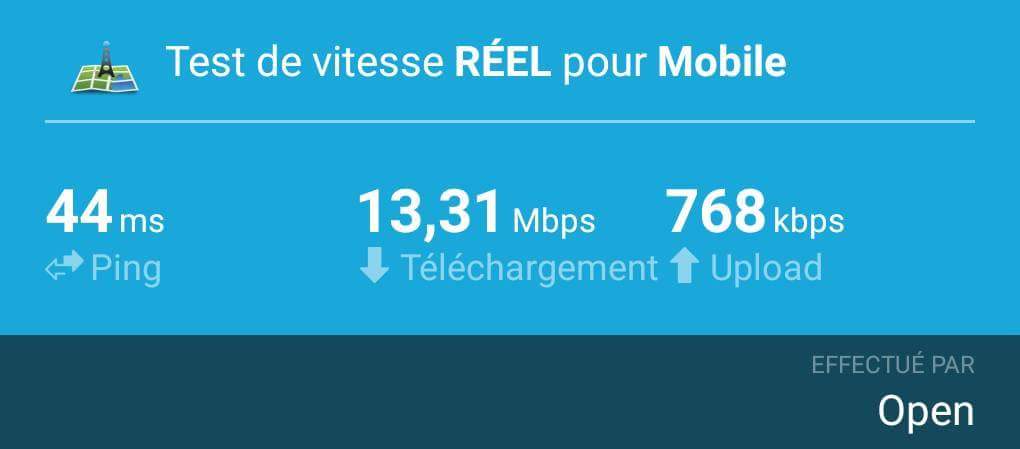 Test de vitesse RÉEL pour Mobile
44 ms 13,31 Mbps 768 kbps
Ping Téléchargement Upload
EFFECTUÉ PAR
Open